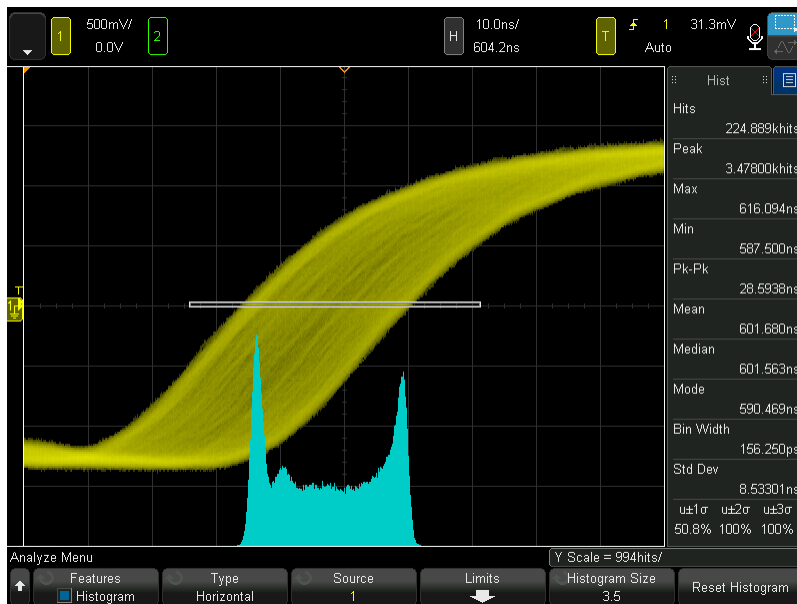 1
500mV/
0.0V
2
H
10.0ns/
604.2ns
T
1
31.3mV
Auto
Hist
Hits
224.889khits
Peak
3.47800khits
Max
616.094ns
Min
587.500ns
Pk-Pk
28.5938ns
Mean
601.680ns
Median
601.563ns
Mode
590.469ns
Bin Width
156.250ps
Std Dev
8.53301ns
u±1σ u±2σ u±3σ
50.8% 100% 100%
T
1
Analyze Menu
Y Scale = 994hits/
Features
Histogram
Type
Horizontal
Source
1
Limits
Histogram Size
3.5
Reset Histogram